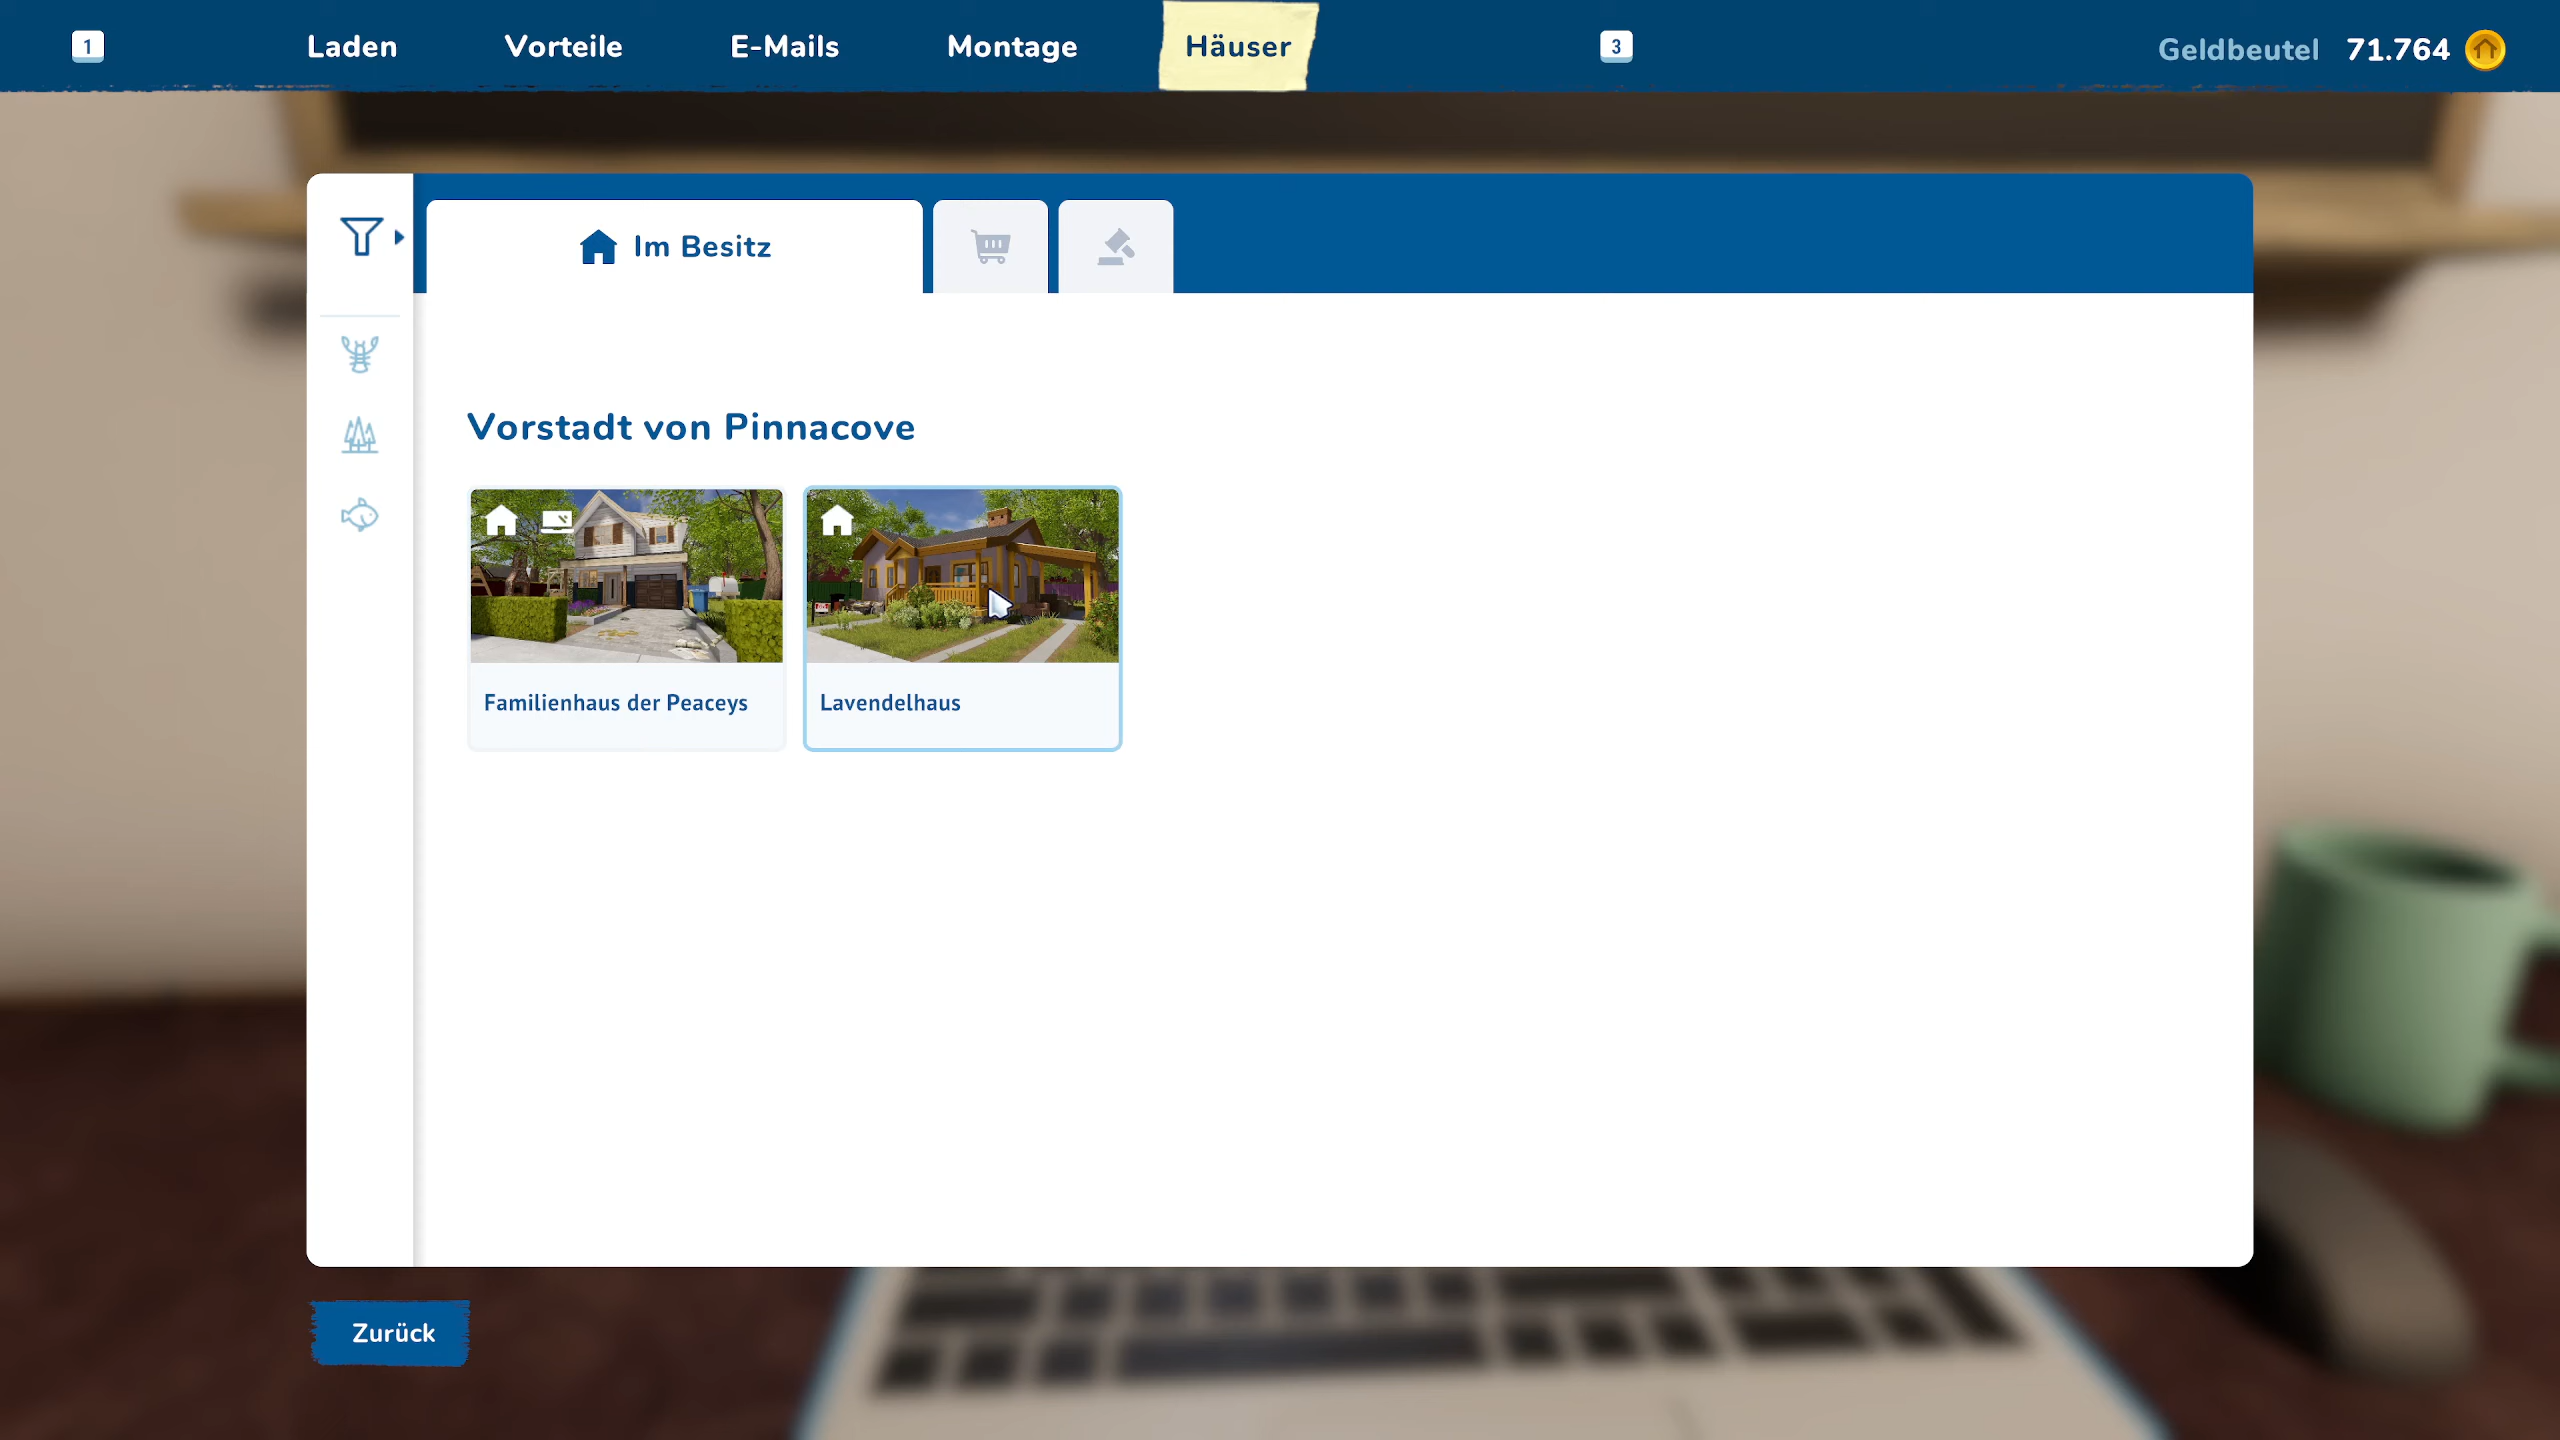 1 Laden Vorteile E-Mails Montage Häuser 3 Geldbeutel 71.764
Im Besitz
Vorstadt von Pinnacove
Familienhaus der Peaceys
Lavendelhaus
Zurück